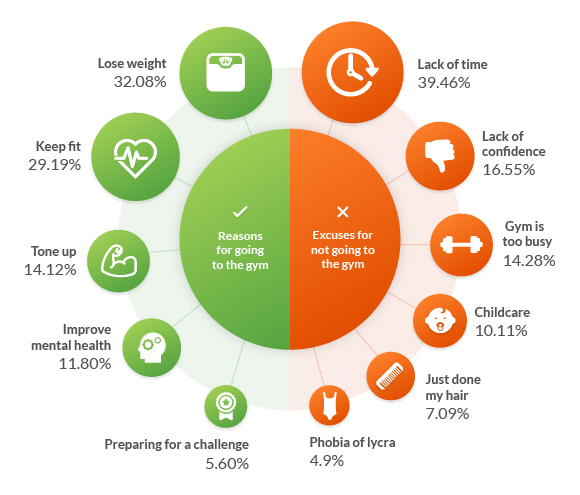 Lose weight
32.08%
Keep fit
29.19%
Tone up
14.12%
Improve
mental health
11.80%
Preparing for a challenge
5.60%
Reasons
for going
to the gym
Excuses for
not going to
the gym
Lack of time
39.46%
Lack of
confidence
16.55%
Gym is
too busy
14.28%
Childcare
10.11%
Just done
my hair
7.09%
Phobia of lycra
4.9%